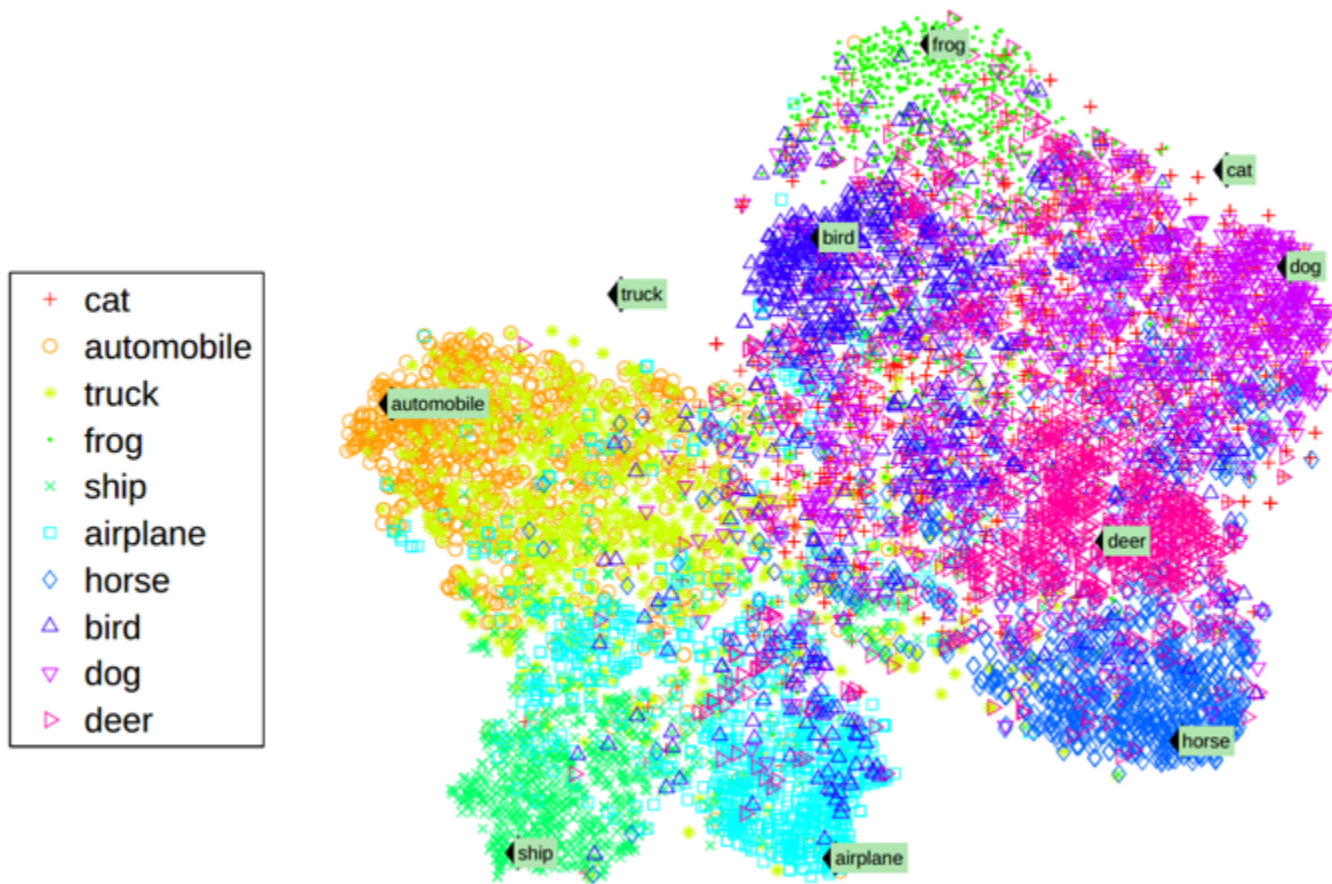 cat
automobile
truck
frog
ship
airplane
horse
bird
dog
deer
frog
cat
bird
dog
truck
automobile
deer
horse
ship
airplane